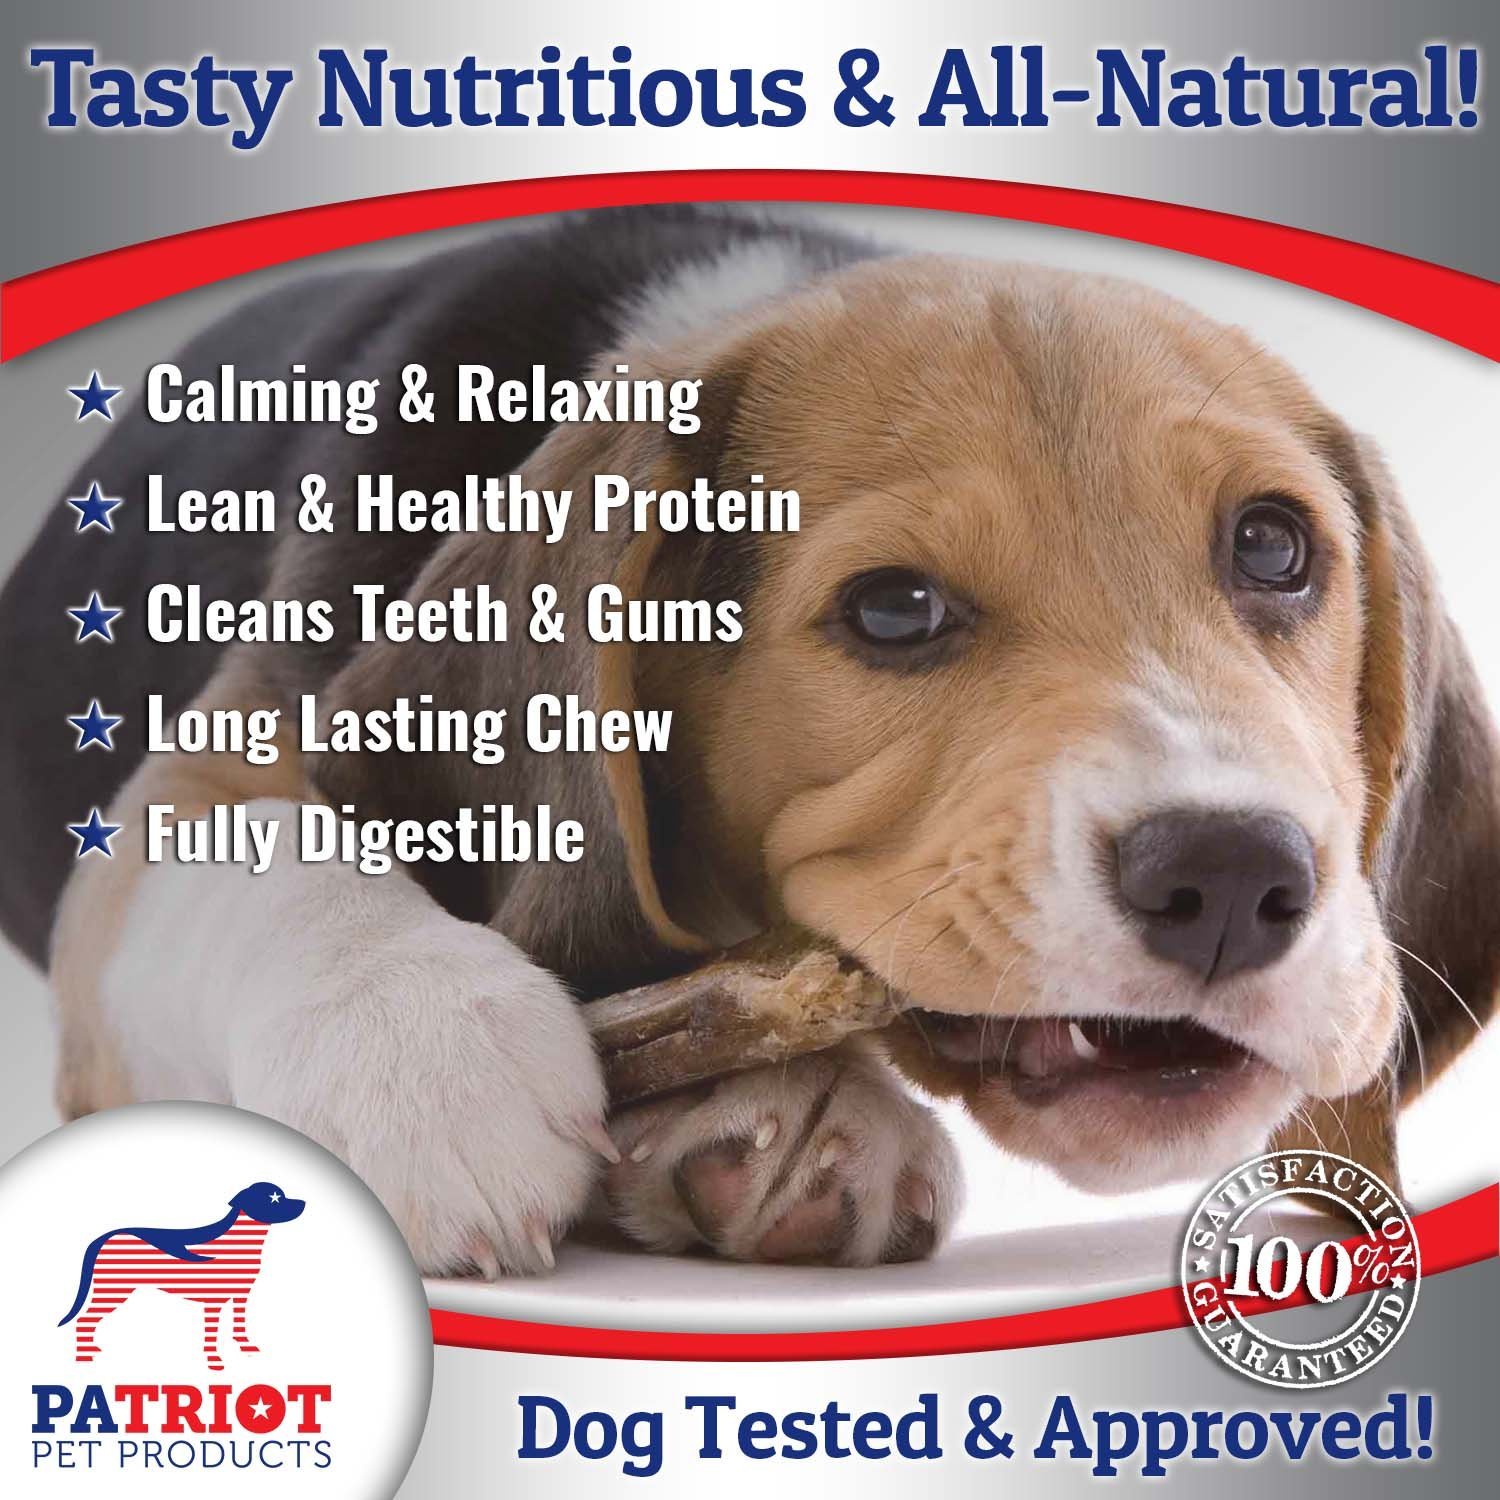 Tasty Nutritious & All-Natural!
Calming & Relaxing
Lean & Healthy Protein
Cleans Teeth & Gums
Long Lasting Chew
Fully Digestible
SATISFACTION
100%
GUARANTEED
PATRIOT
PET PRODUCTS
Dog Tested & Approved!